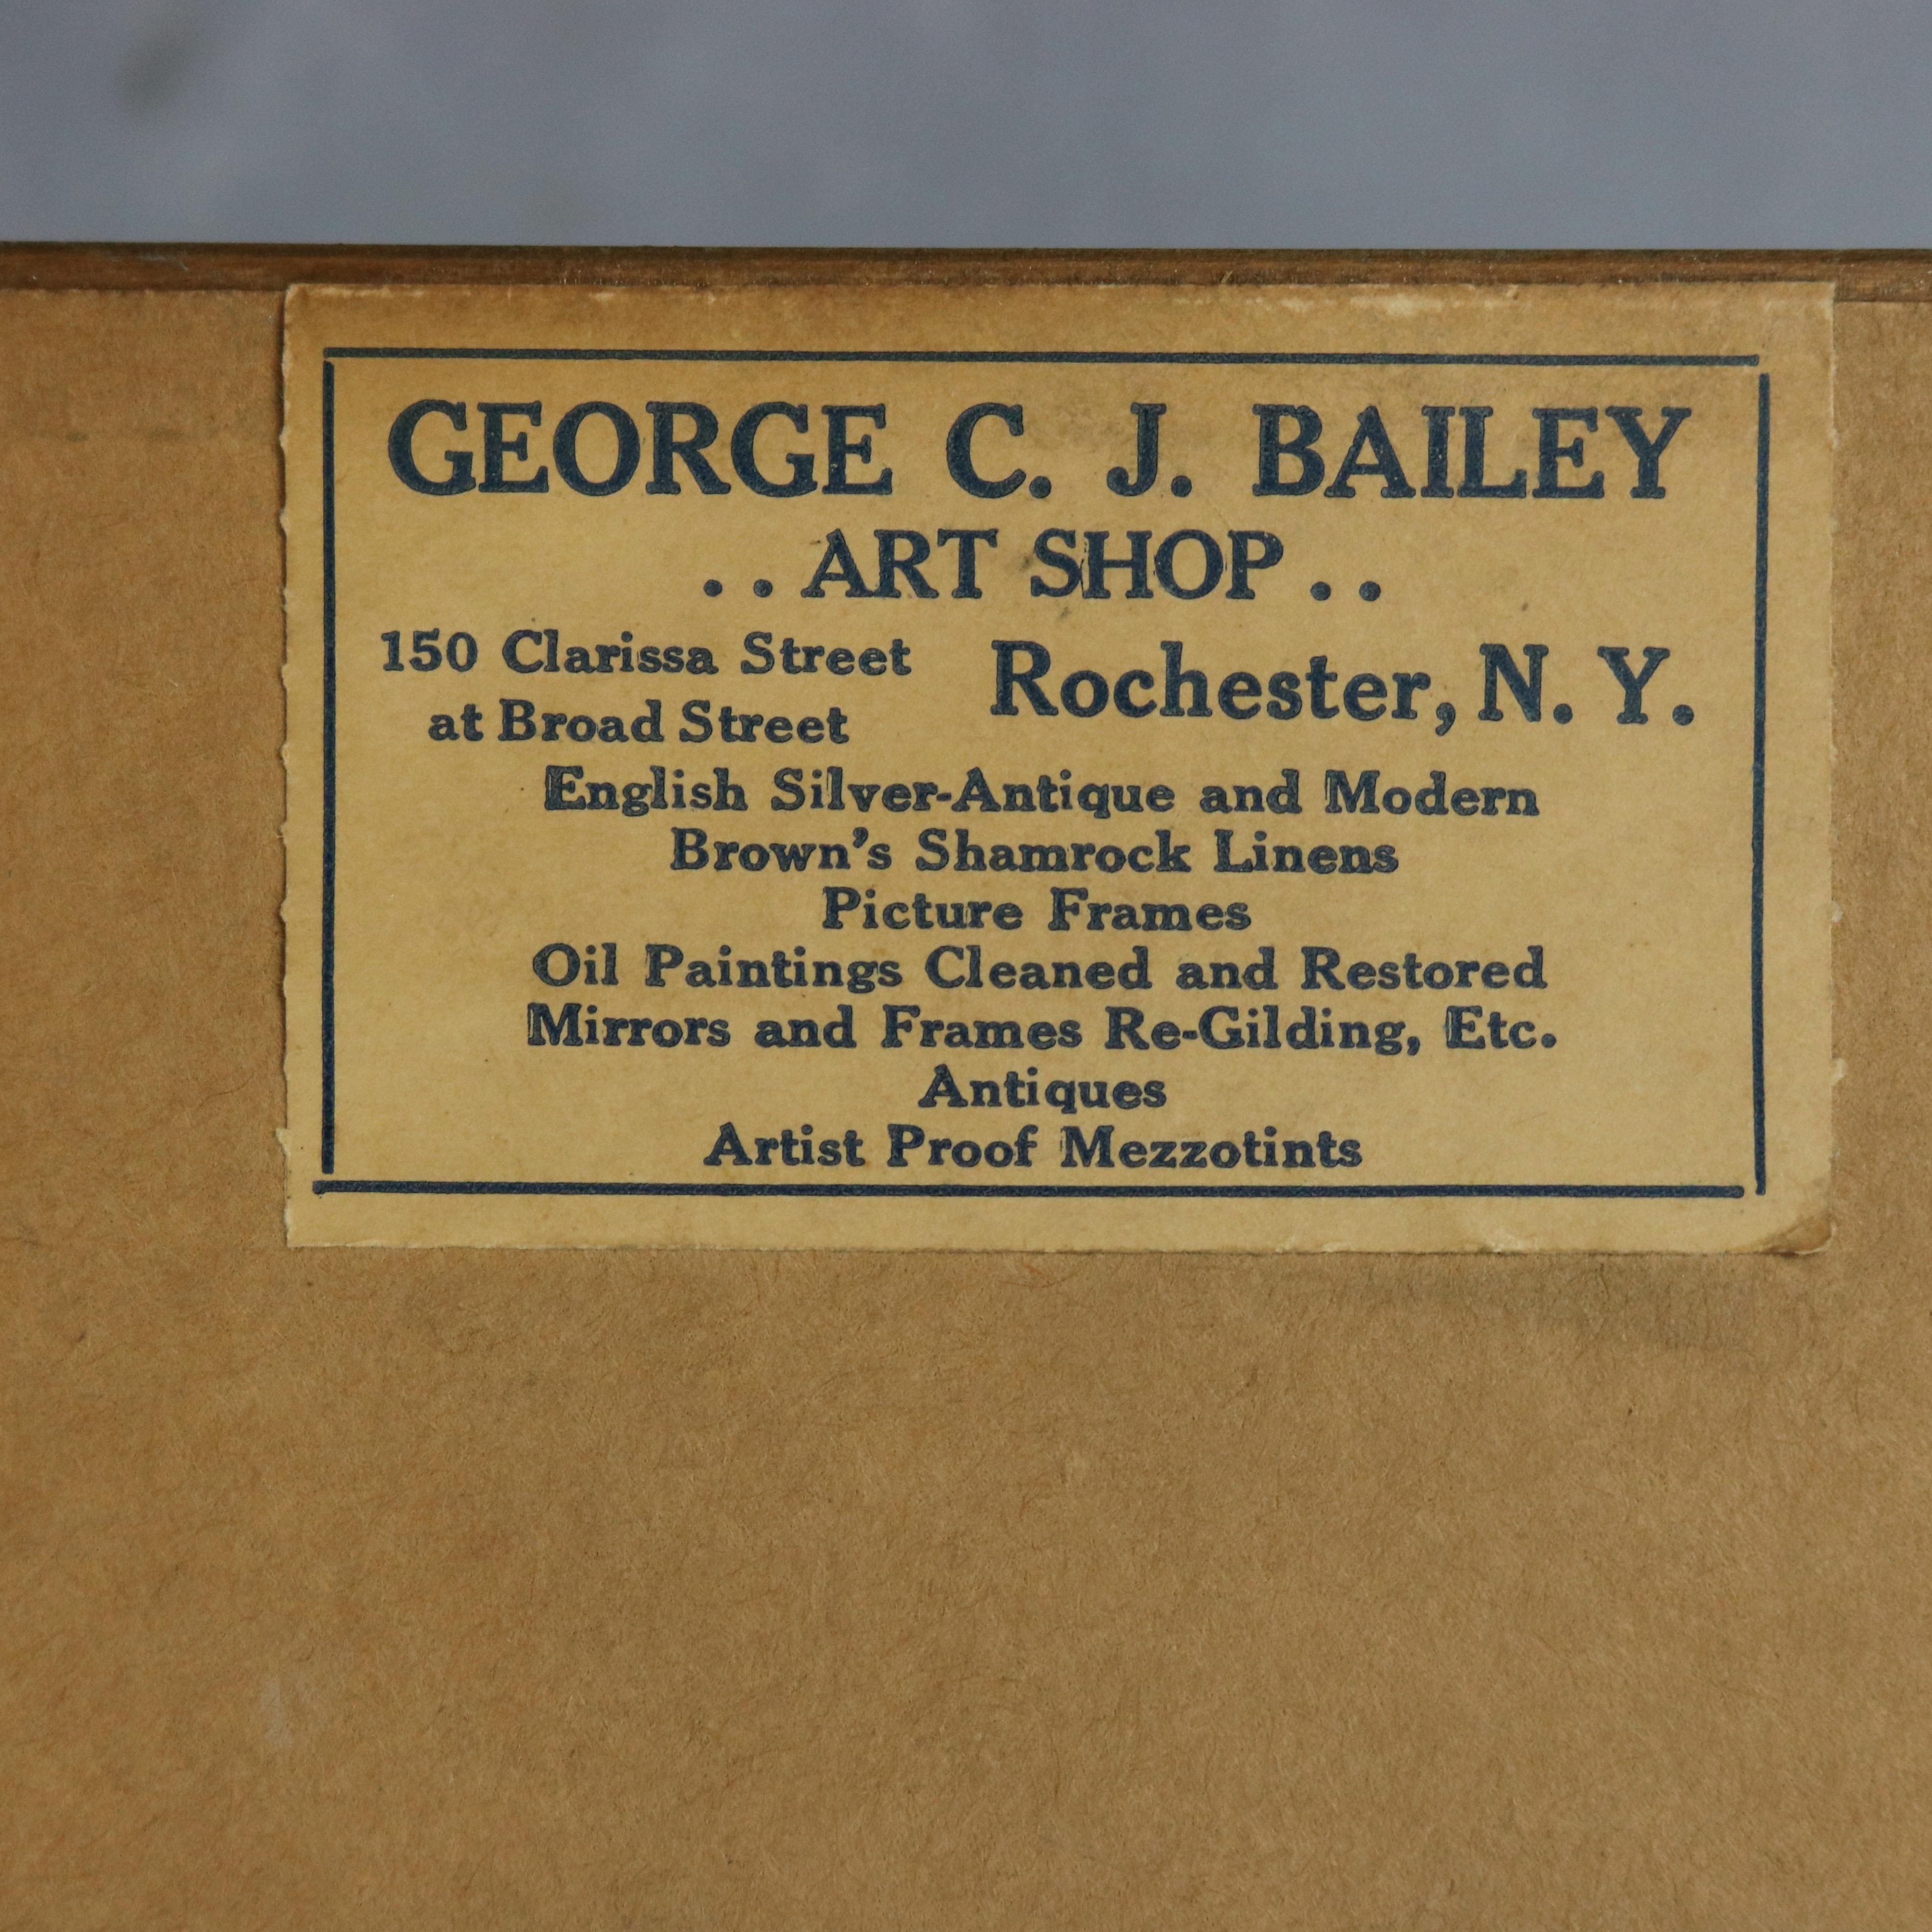 GEORGE C. J. BAILEY
. . ART SHOP . .
150 Clarissa Street
at Broad Street
Rochester, N. Y.
English Silver-Antique and Modern
Brown's Shamrock Linens
Picture Frames
Oil Paintings Cleaned and Restored
Mirrors and Frames Re-Gilding, Etc.
Antiques
Artist Proof Mezzotints